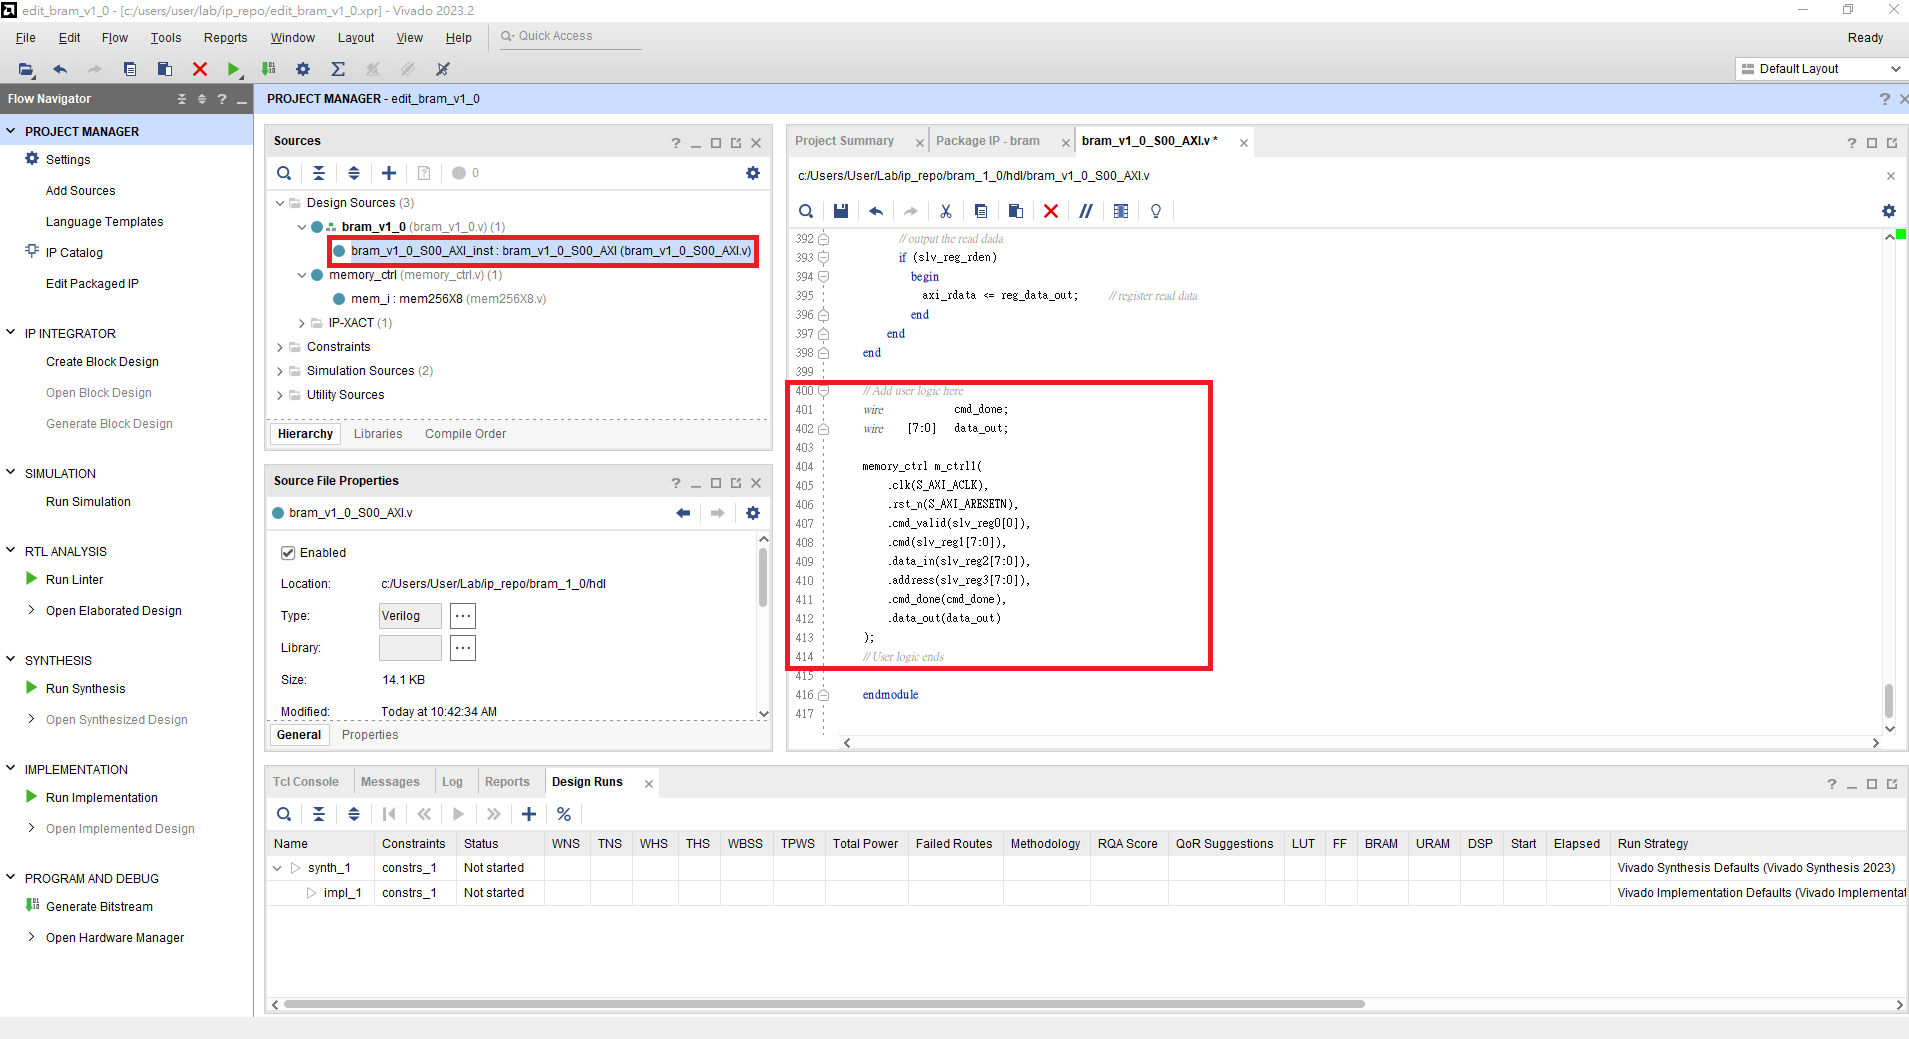 edit_bram_v1_0 - [c:/users/user/lab/ip_repo/edit_bram_v1_0.xpr] - Vivado 2023.2
File Edit Flow Tools Reports Window Layout View Help Quick Access Ready
Default Layout
Flow Navigator
PROJECT MANAGER
Settings
Add Sources
Language Templates
IP Catalog
Edit Packaged IP
IP INTEGRATOR
Create Block Design
Open Block Design
Generate Block Design
SIMULATION
Run Simulation
RTL ANALYSIS
Run Linter
Open Elaborated Design
SYNTHESIS
Run Synthesis
Open Synthesized Design
IMPLEMENTATION
Run Implementation
Open Implemented Design
PROGRAM AND DEBUG
Generate Bitstream
Open Hardware Manager
PROJECT MANAGER - edit_bram_v1_0
Sources
0
Design Sources (3)
bram_v1_0 (bram_v1_0.v) (1)
bram_v1_0_S00_AXI_inst : bram_v1_0_S00_AXI (bram_v1_0_S00_AXI.v)
memory_ctrl (memory_ctrl.v) (1)
mem_i : mem256X8 (mem256X8.v)
IP-XACT (1)
Constraints
Simulation Sources (2)
Utility Sources
Hierarchy Libraries Compile Order
Source File Properties
bram_v1_0_S00_AXI.v
Enabled
Location: c:/Users/User/Lab/ip_repo/bram_1_0/hdl
Type: Verilog
Library:
Size: 14.1 KB
Modified: Today at 10:42:34 AM
General Properties
Project Summary Package IP - bram bram_v1_0_S00_AXI.v *
c:/Users/User/Lab/ip_repo/bram_1_0/hdl/bram_v1_0_S00_AXI.v
392 // output the read dada
393 if (slv_reg_rden)
394 begin
395 axi_rdata <= reg_data_out; // register read data
396 end
397 end
398 end
399
400 // Add user logic here
401 wire cmd_done;
402 wire [7:0] data_out;
403
404 memory_ctrl m_ctrl1(
405 .clk(S_AXI_ACLK),
406 .rst_n(S_AXI_ARESETN),
407 .cmd_valid(slv_reg0[0]),
408 .cmd(slv_reg1[7:0]),
409 .data_in(slv_reg2[7:0]),
410 .address(slv_reg3[7:0]),
411 .cmd_done(cmd_done),
412 .data_out(data_out)
413 );
414 // User logic ends
415
416 endmodule
417
Tcl Console Messages Log Reports Design Runs
Name Constraints Status WNS TNS WHS THS WBSS TPWS Total Power Failed Routes Methodology RQA Score QoR Suggestions LUT FF BRAM URAM DSP Start Elapsed Run Strategy
synth_1 constrs_1 Not started Vivado Synthesis Defaults (Vivado Synthesis 2023)
impl_1 constrs_1 Not started Vivado Implementation Defaults (Vivado Implementat